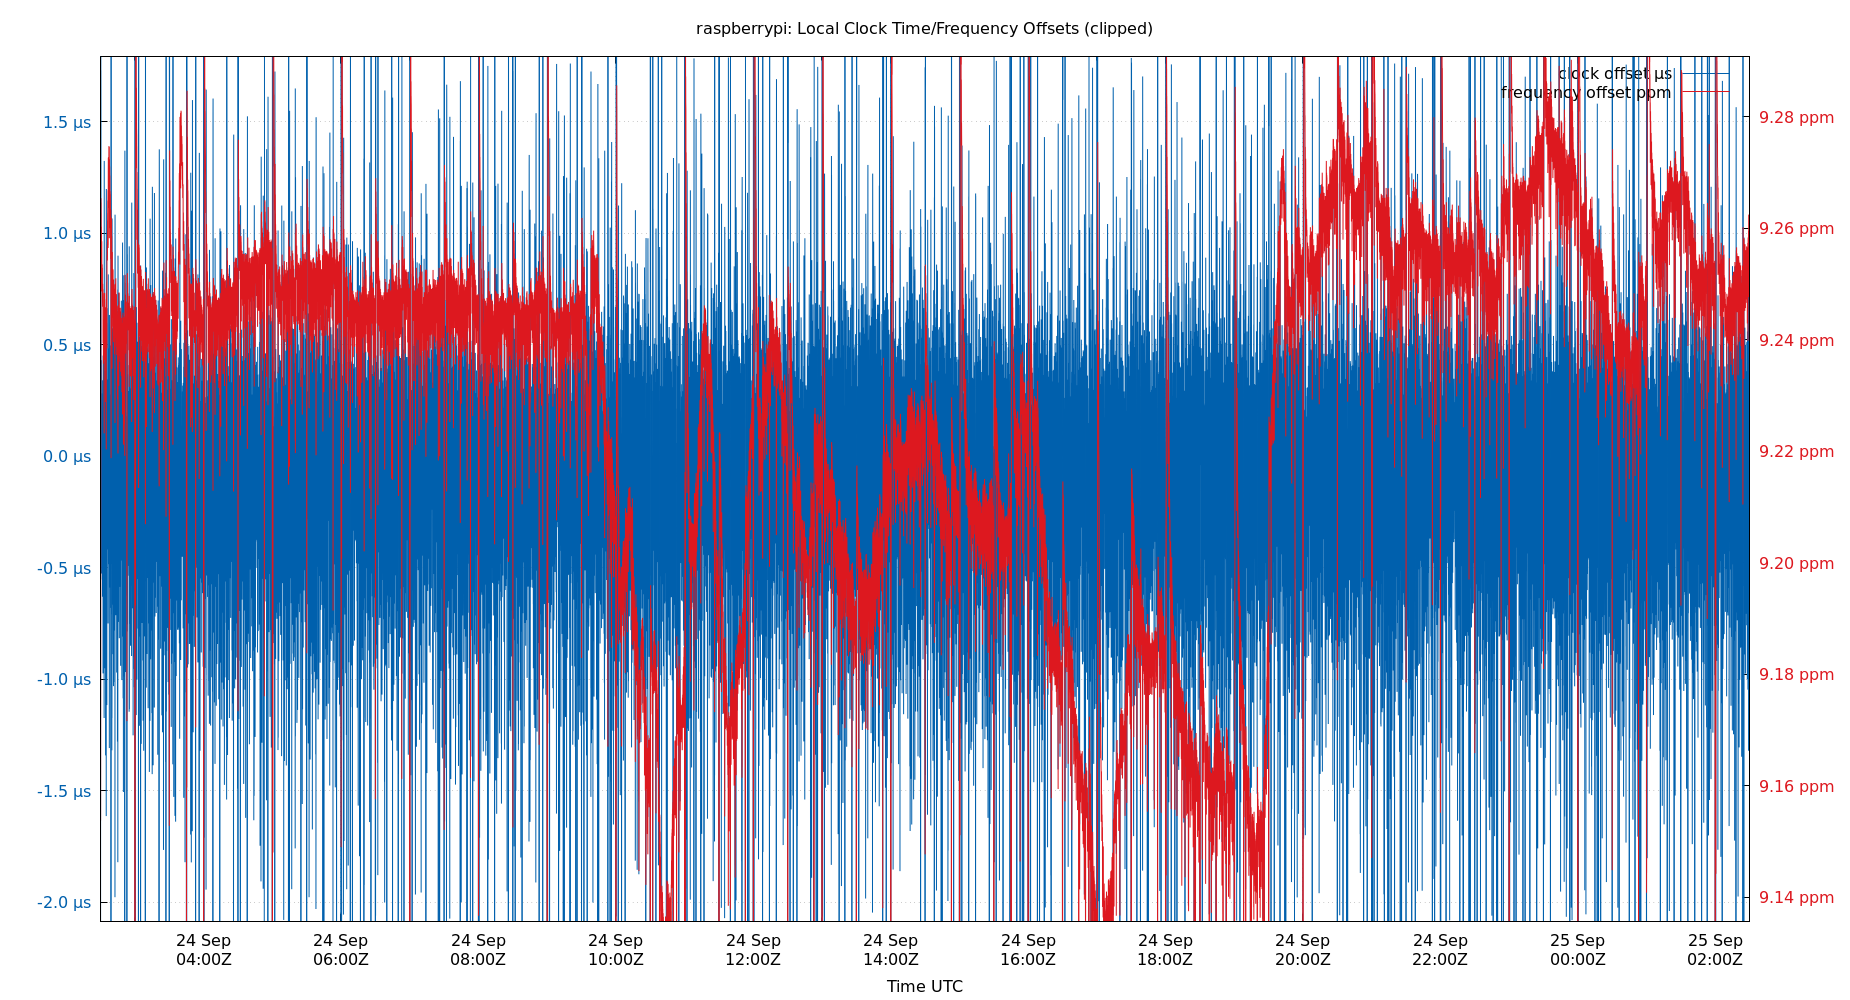 raspberrypi: Local Clock Time/Frequency Offsets (clipped)
clock offset µs
frequency offset ppm
1.5 µs
1.0 µs
0.5 µs
0.0 µs
-0.5 µs
-1.0 µs
-1.5 µs
-2.0 µs
9.28 ppm
9.26 ppm
9.24 ppm
9.22 ppm
9.20 ppm
9.18 ppm
9.16 ppm
9.14 ppm
24 Sep 24 Sep 24 Sep 24 Sep 24 Sep 24 Sep 24 Sep 24 Sep 24 Sep 24 Sep 25 Sep 25 Sep
04:00Z 06:00Z 08:00Z 10:00Z 12:00Z 14:00Z 16:00Z 18:00Z 20:00Z 22:00Z 00:00Z 02:00Z
Time UTC